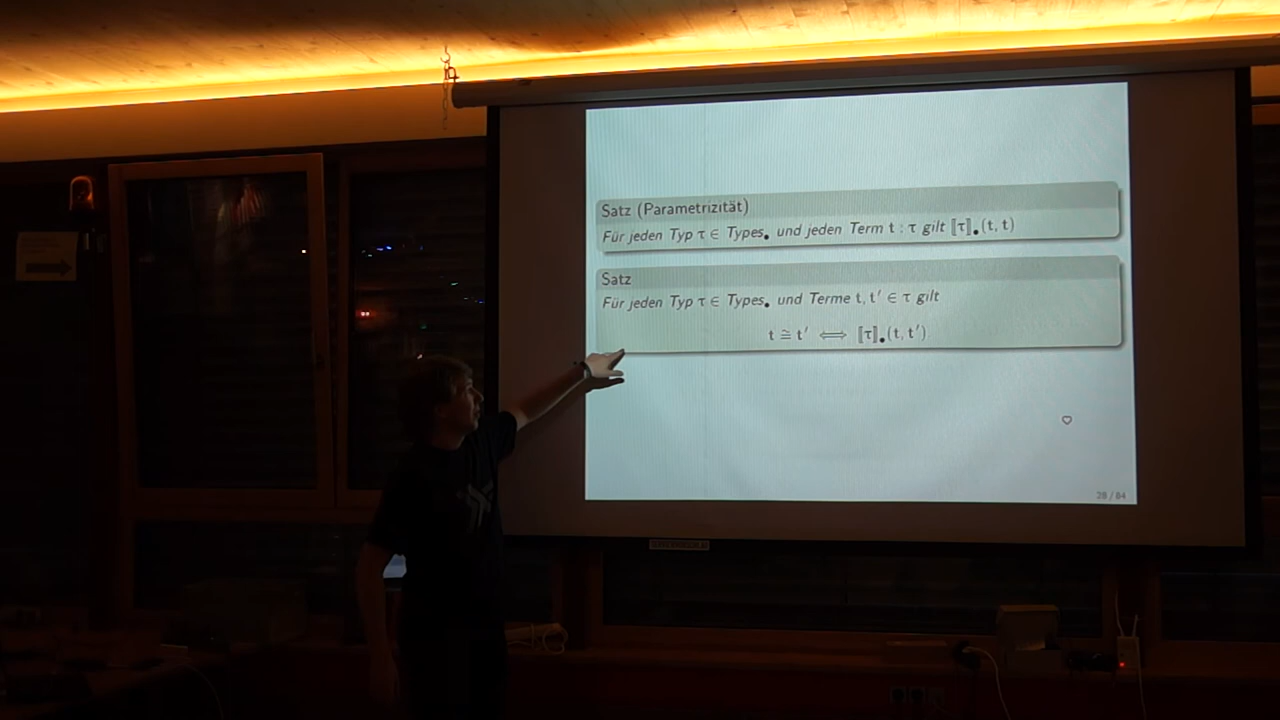 Satz (Parametrizität)
Für jeden Typ τ ∈ Types• und jeden Term t : τ gilt ⟦τ⟧•(t, t)
Satz
Für jeden Typ τ ∈ Types• und Terme t, t′ ∈ τ gilt
t ≅ t′ ⟺ ⟦τ⟧•(t, t′)
28 / 84